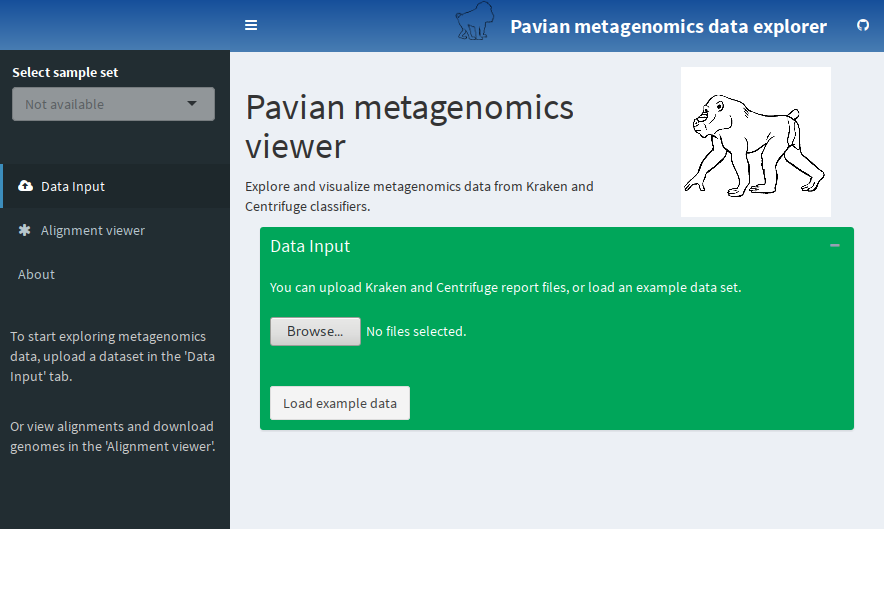 Pavian metagenomics data explorer
Select sample set
Not available
Data Input
Alignment viewer
About
To start exploring metagenomics
data, upload a dataset in the 'Data
Input' tab.
Or view alignments and download
genomes in the 'Alignment viewer'.
Pavian metagenomics
viewer
Explore and visualize metagenomics data from Kraken and
Centrifuge classifiers.
Data Input
You can upload Kraken and Centrifuge report files, or load an example data set.
Browse... No files selected.
Load example data